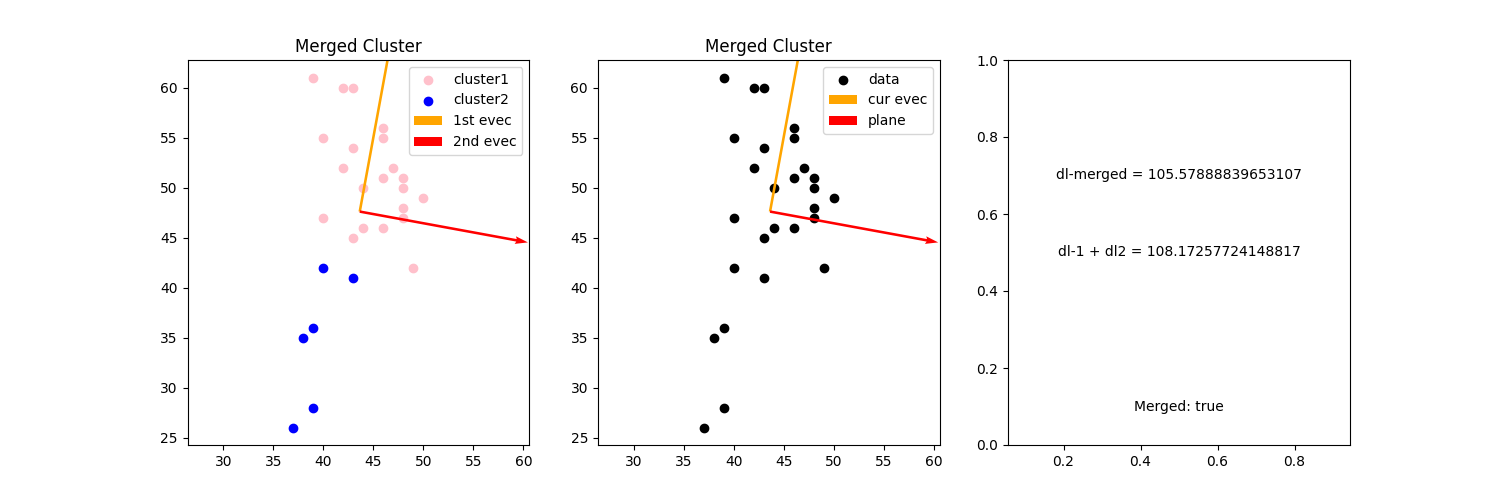 Merged Cluster
60
55
50
45
40
35
30
25
30 35 40 45 50 55 60
cluster1
cluster2
1st evec
2nd evec
Merged Cluster
60
55
50
45
40
35
30
25
30 35 40 45 50 55 60
data
cur evec
plane
1.0
0.8
0.6
0.4
0.2
0.0
0.2 0.4 0.6 0.8
dl-merged = 105.57888839653107
dl-1 + dl2 = 108.17257724148817
Merged: true